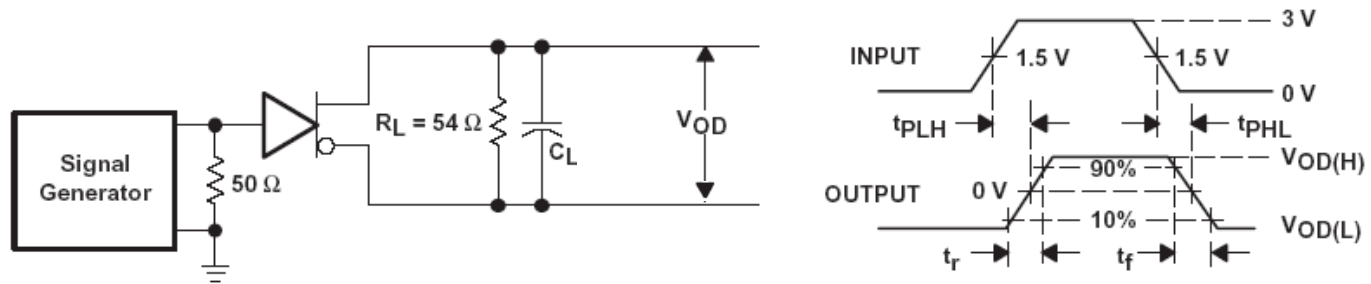 Signal
Generator
50 Ω
R_L = 54 Ω
C_L
V_OD
INPUT
3 V
1.5 V
1.5 V
0 V
t_PLH
t_PHL
OUTPUT
0 V
90%
10%
V_OD(H)
V_OD(L)
t_r
t_f